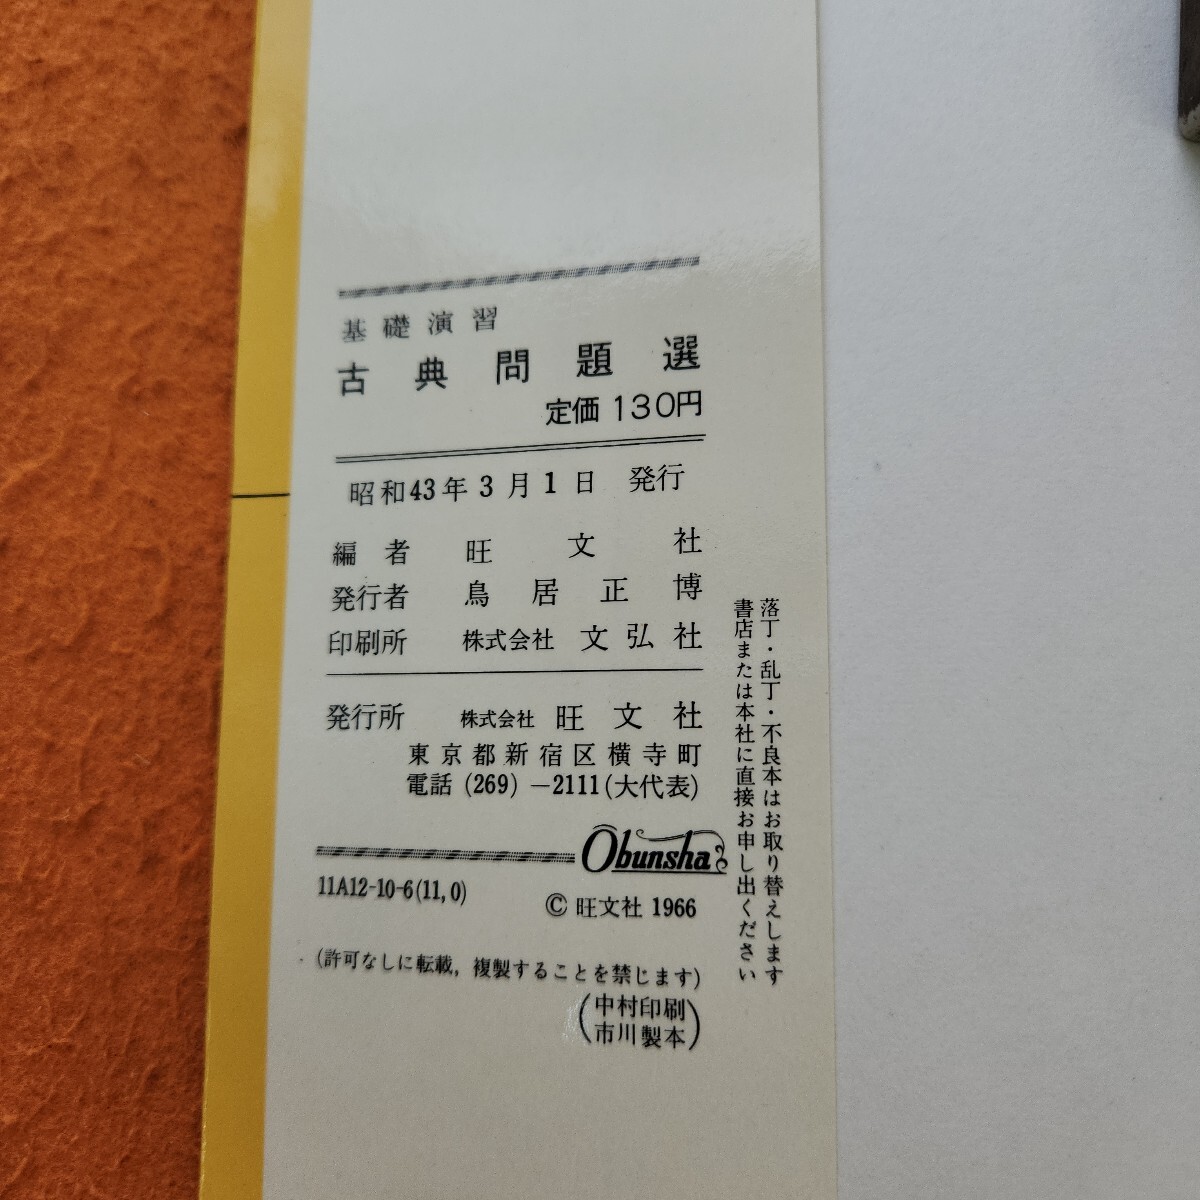 基礎演習
古典問題選
定価 130円
昭和43年3月1日 発行
編者 旺文社
発行者 鳥居正博
印刷所 株式会社 文弘社
発行所 株式会社 旺文社
東京都新宿区横寺町
電話 (269) −2111(大代表)
Obunsha
11A12-10-6(11,0)
© 旺文社 1966
(許可なしに転載, 複製することを禁じます)
(中村印刷
市川製本)
落丁・乱丁・不良本はお取り替えします
書店または本社に直接お申し出ください